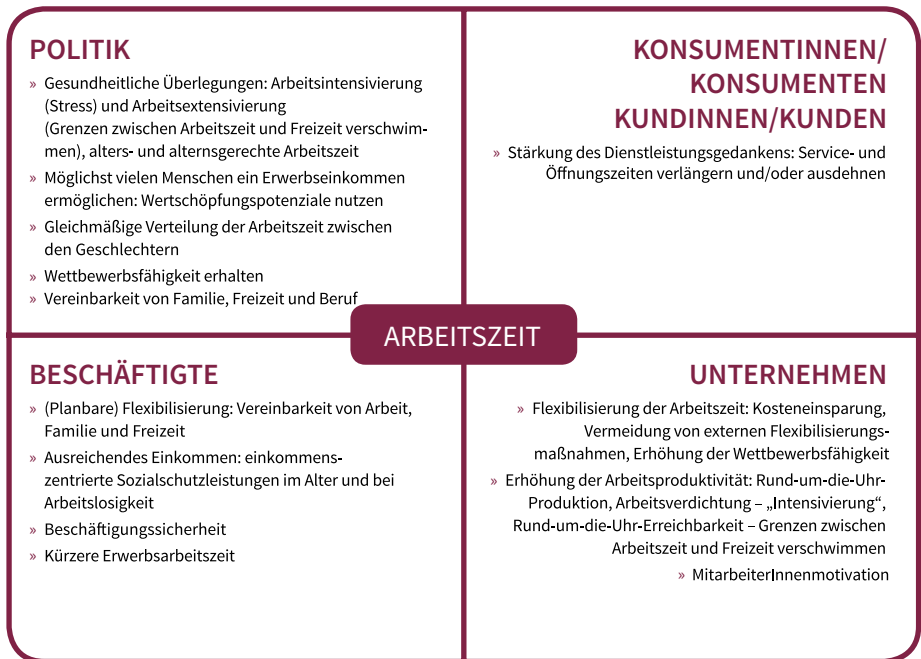 POLITIK
» Gesundheitliche Überlegungen: Arbeitsintensivierung
(Stress) und Arbeitsextensivierung
(Grenzen zwischen Arbeitszeit und Freizeit verschwim-
men), alters- und alternsgerechte Arbeitszeit
» Möglichst vielen Menschen ein Erwerbseinkommen
ermöglichen: Wertschöpfungspotenziale nutzen
» Gleichmäßige Verteilung der Arbeitszeit zwischen
den Geschlechtern
» Wettbewerbsfähigkeit erhalten
» Vereinbarkeit von Familie, Freizeit und Beruf
KONSUMENTINNEN/
KONSUMENTEN
KUNDINNEN/KUNDEN
» Stärkung des Dienstleistungsgedankens: Service- und
Öffnungszeiten verlängern und/oder ausdehnen
ARBEITSZEIT
BESCHÄFTIGTE
» (Planbare) Flexibilisierung: Vereinbarkeit von Arbeit,
Familie und Freizeit
» Ausreichendes Einkommen: einkommens-
zentrierte Sozialschutzleistungen im Alter und bei
Arbeitslosigkeit
» Beschäftigungssicherheit
» Kürzere Erwerbsarbeitszeit
UNTERNEHMEN
» Flexibilisierung der Arbeitszeit: Kosteneinsparung,
Vermeidung von externen Flexibilisierungs-
maßnahmen, Erhöhung der Wettbewerbsfähigkeit
» Erhöhung der Arbeitsproduktivität: Rund-um-die-Uhr-
Produktion, Arbeitsverdichtung – „Intensivierung“,
Rund-um-die-Uhr-Erreichbarkeit – Grenzen zwischen
Arbeitszeit und Freizeit verschwimmen
» MitarbeiterInnenmotivation